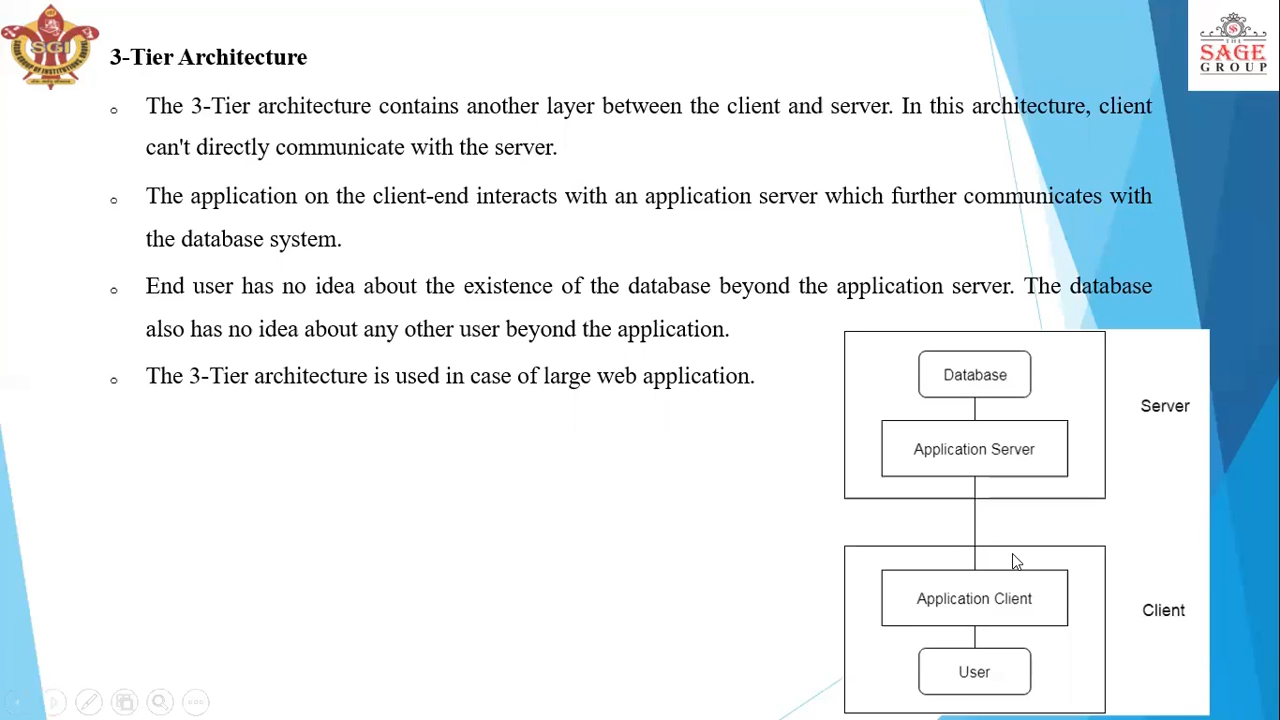 SGI
THE
SAGE
GROUP
3-Tier Architecture
The 3-Tier architecture contains another layer between the client and server. In this architecture, client
can't directly communicate with the server.
The application on the client-end interacts with an application server which further communicates with
the database system.
End user has no idea about the existence of the database beyond the application server. The database
also has no idea about any other user beyond the application.
The 3-Tier architecture is used in case of large web application.
Database
Server
Application Server
Application Client
Client
User